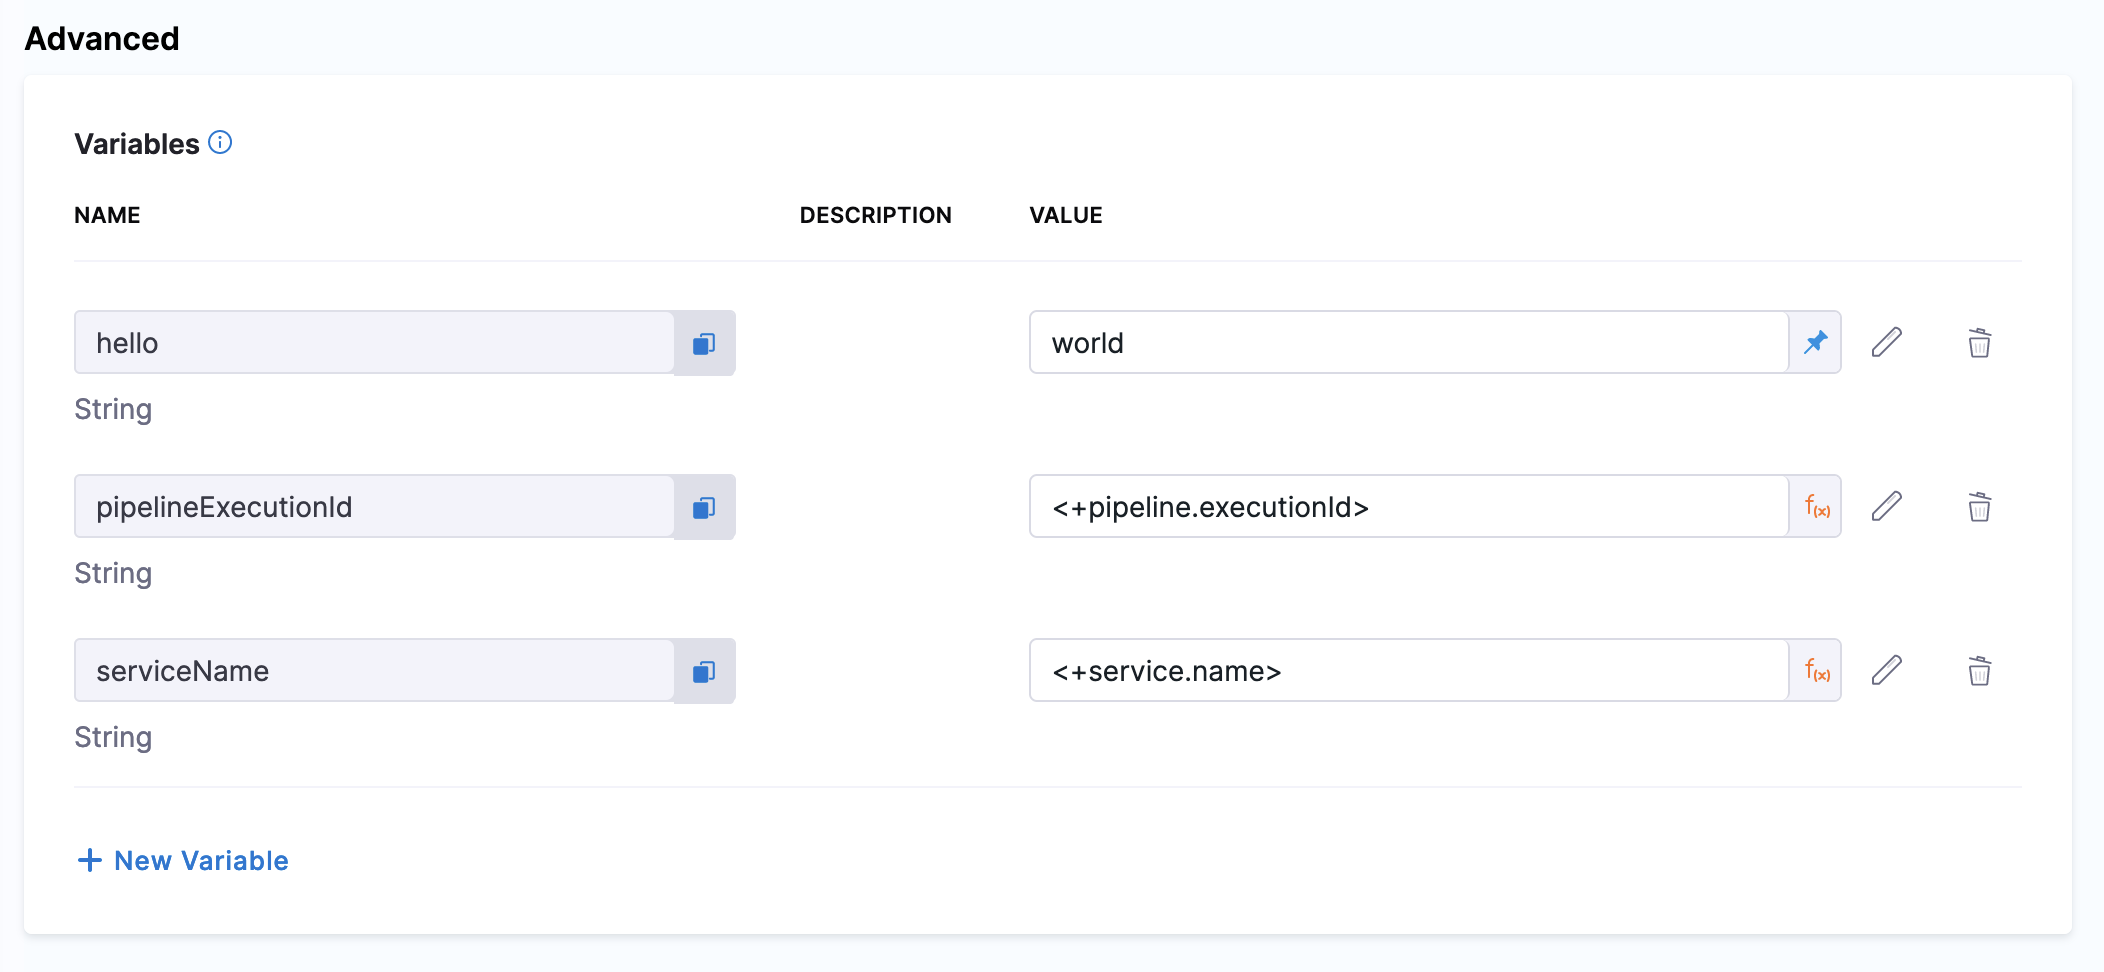 Advanced
Variables
NAME DESCRIPTION VALUE
hello world
String
pipelineExecutionId <+pipeline.executionId> f(x)
String
serviceName <+service.name> f(x)
String
+ New Variable